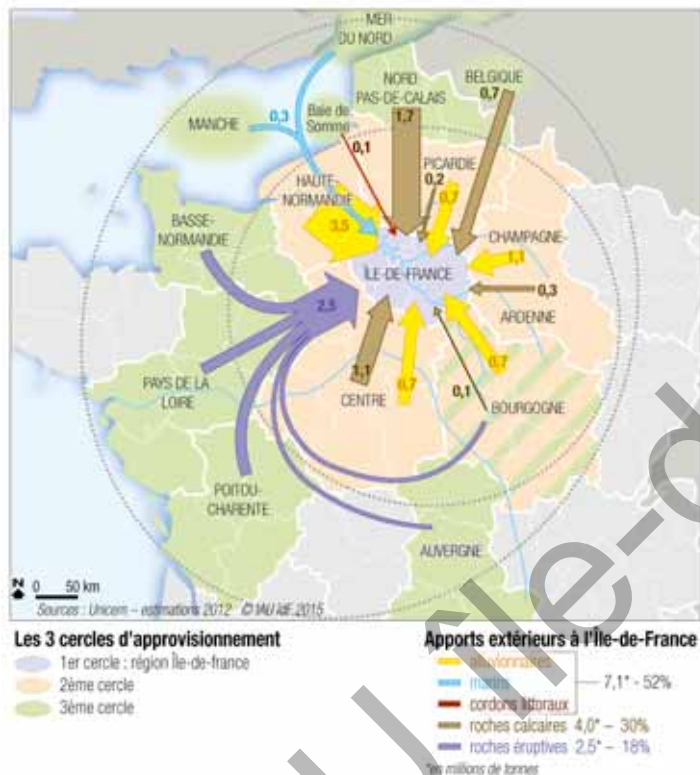 MER
DU NORD
NORD
PAS-DE-CALAIS
BELGIQUE
0,7
1,7
MANCHE
0,3
Baie de
Somme
0,1
PICARDIE
0,2
0,7
HAUTE-
NORMANDIE
3,5
BASSE-
NORMANDIE
CHAMPAGNE-
1,1
ÎLE-DE-FRANCE
0,3
ARDENNE
2,5
1,1
0,7
0,7
0,1
CENTRE
BOURGOGNE
PAYS DE LA
LOIRE
POITOU-
CHARENTE
AUVERGNE
N 0 50 km
Sources : Unicem – estimations 2012 © IAU îdF 2015
Les 3 cercles d'approvisionnement
1er cercle : région Île-de-france
2ème cercle
3ème cercle
Apports extérieurs à l'Île-de-France
alluvionnaires
marins
7,1* - 52%
cordons littoraux
roches calcaires 4,0* – 30%
roches éruptives 2,5* – 18%
*en millions de tonnes